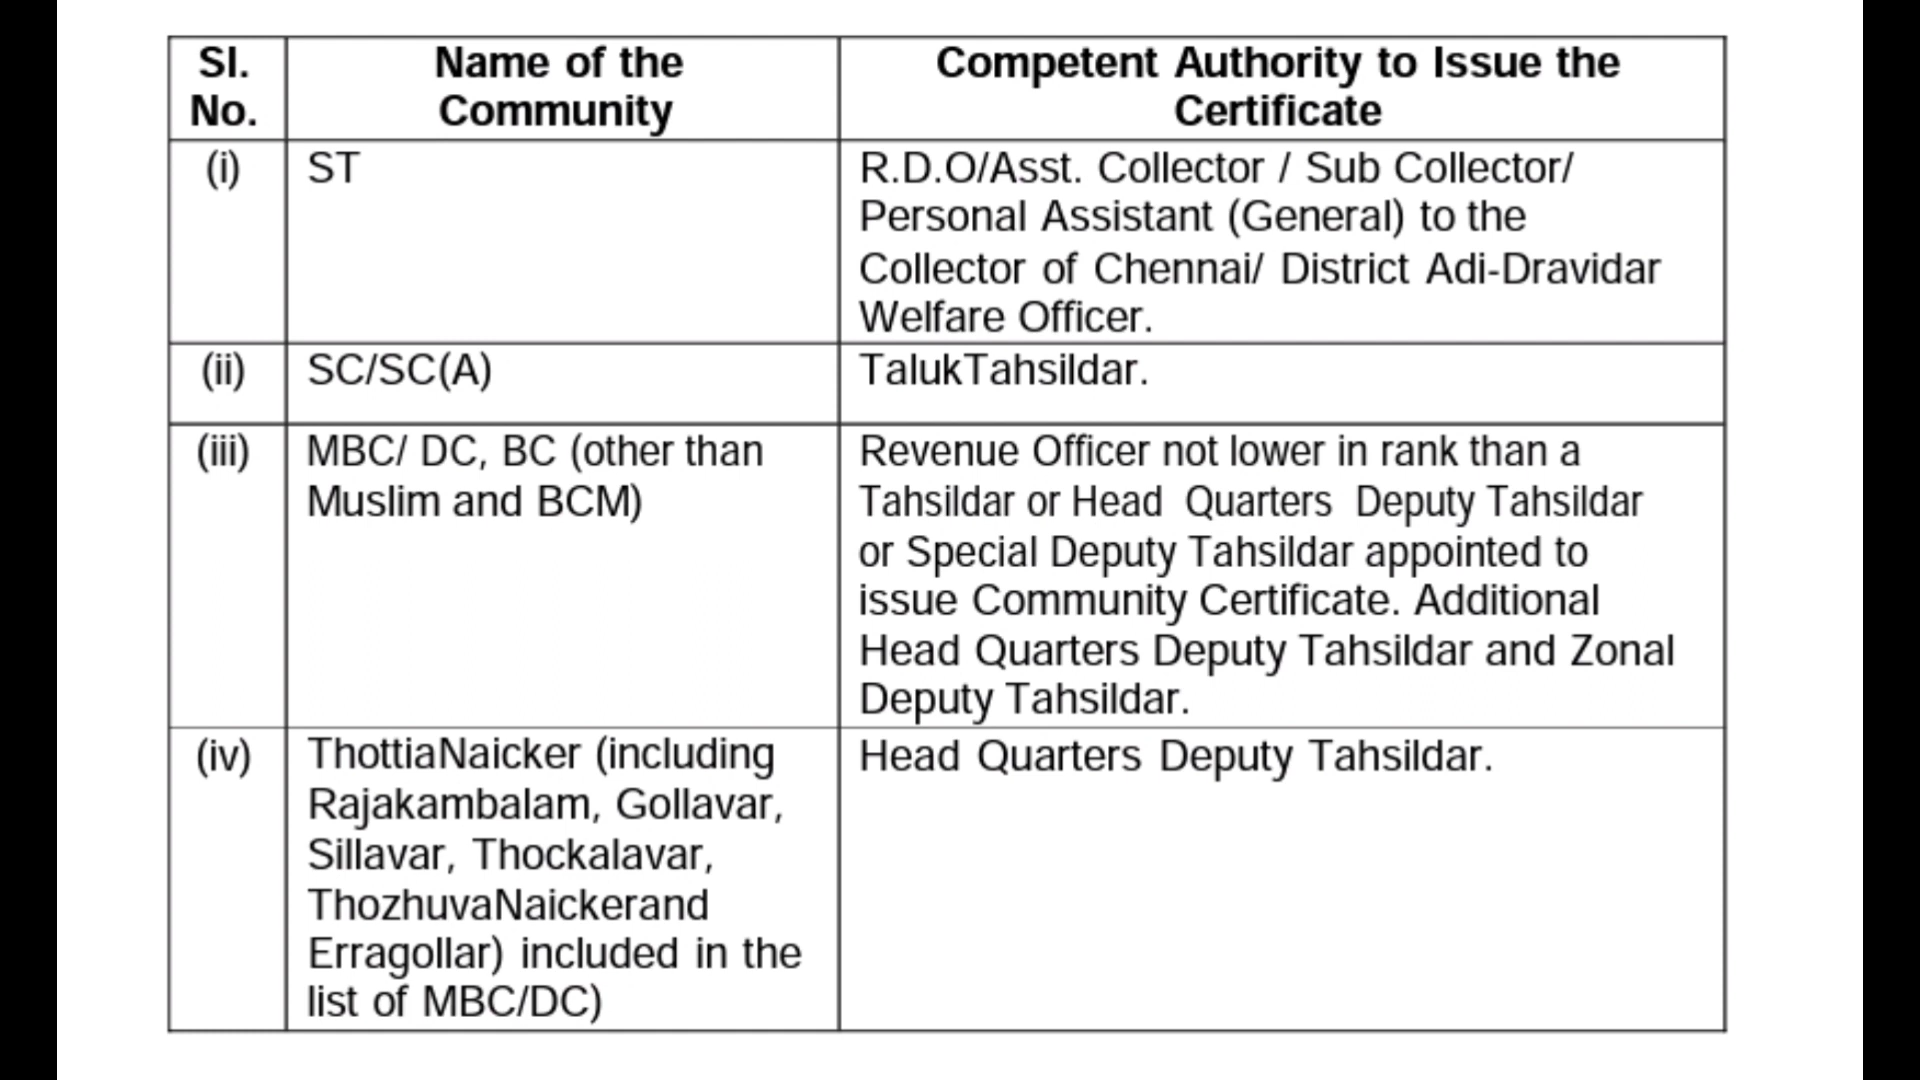 Sl. No.
Name of the Community
Competent Authority to Issue the Certificate
(i)
ST
R.D.O/Asst. Collector / Sub Collector/
Personal Assistant (General) to the
Collector of Chennai/ District Adi-Dravidar
Welfare Officer.
(ii)
SC/SC(A)
TalukTahsildar.
(iii)
MBC/ DC, BC (other than
Muslim and BCM)
Revenue Officer not lower in rank than a
Tahsildar or Head Quarters Deputy Tahsildar
or Special Deputy Tahsildar appointed to
issue Community Certificate. Additional
Head Quarters Deputy Tahsildar and Zonal
Deputy Tahsildar.
(iv)
ThottiaNaicker (including
Rajakambalam, Gollavar,
Sillavar, Thockalavar,
ThozhuvaNaickerand
Erragollar) included in the
list of MBC/DC)
Head Quarters Deputy Tahsildar.